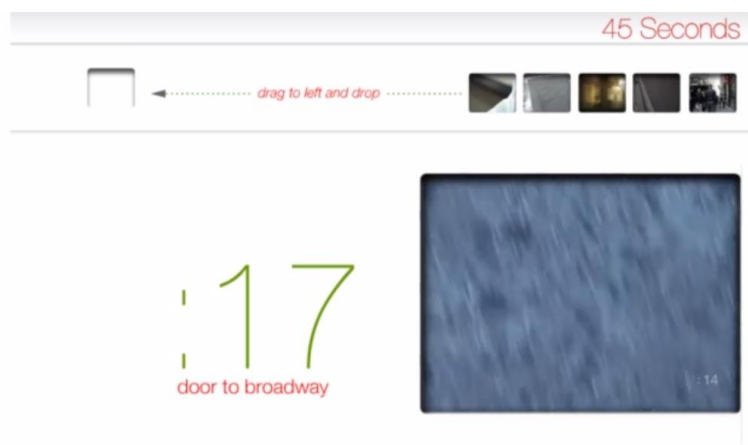 45 Seconds
drag to left and drop
:17
door to broadway
:14